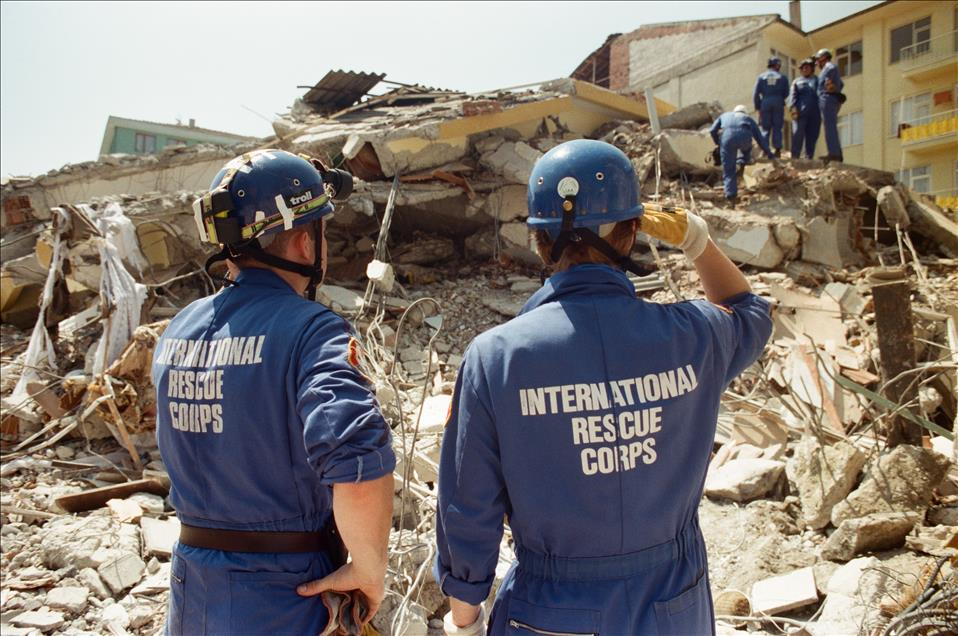 troll
INTERNATIONAL
RESCUE
CORPS
INTERNATIONAL
RESCUE
CORPS